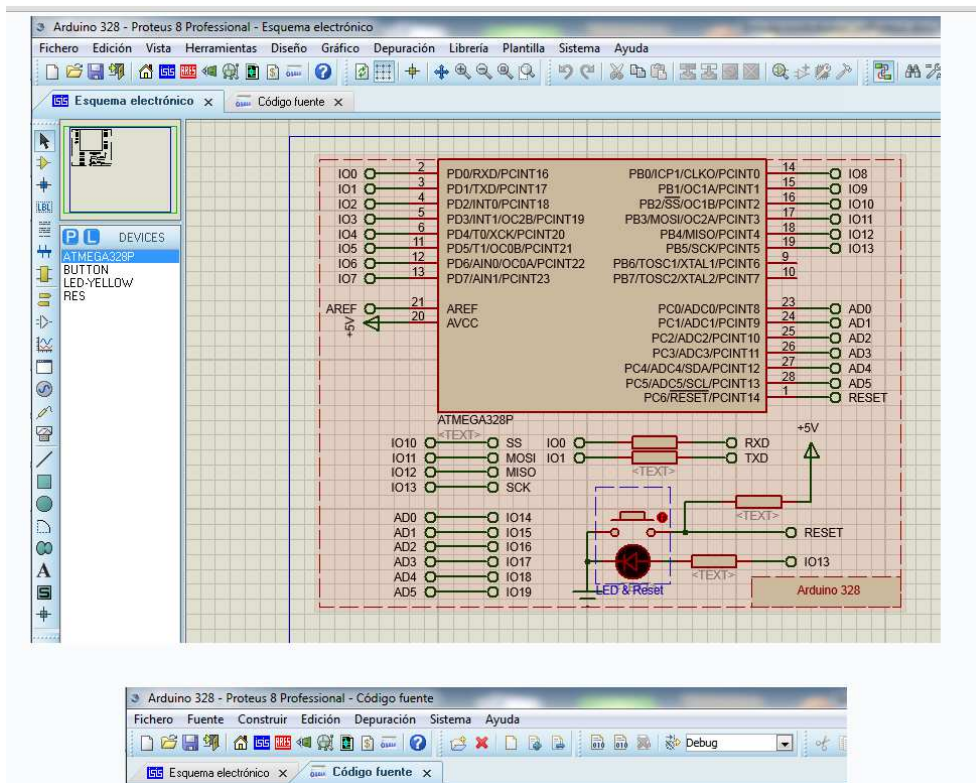 Arduino 328 - Proteus 8 Professional - Esquema electrónico
Fichero Edición Vista Herramientas Diseño Gráfico Depuración Librería Plantilla Sistema Ayuda
Esquema electrónico x Código fuente x
P L DEVICES
ATMEGA328P
BUTTON
LED-YELLOW
RES
IO0 2 PD0/RXD/PCINT16 PB0/ICP1/CLKO/PCINT0 14 IO8
IO1 3 PD1/TXD/PCINT17 PB1/OC1A/PCINT1 15 IO9
IO2 4 PD2/INT0/PCINT18 PB2/SS/OC1B/PCINT2 16 IO10
IO3 5 PD3/INT1/OC2B/PCINT19 PB3/MOSI/OC2A/PCINT3 17 IO11
IO4 6 PD4/T0/XCK/PCINT20 PB4/MISO/PCINT4 18 IO12
IO5 11 PD5/T1/OC0B/PCINT21 PB5/SCK/PCINT5 19 IO13
IO6 12 PD6/AIN0/OC0A/PCINT22 PB6/TOSC1/XTAL1/PCINT6 9
IO7 13 PD7/AIN1/PCINT23 PB7/TOSC2/XTAL2/PCINT7 10
AREF 21 AREF PC0/ADC0/PCINT8 23 AD0
+5V 20 AVCC PC1/ADC1/PCINT9 24 AD1
PC2/ADC2/PCINT10 25 AD2
PC3/ADC3/PCINT11 26 AD3
PC4/ADC4/SDA/PCINT12 27 AD4
PC5/ADC5/SCL/PCINT13 28 AD5
PC6/RESET/PCINT14 1 RESET
ATMEGA328P
<TEXT>
+5V
IO10 SS IO0 RXD
IO11 MOSI IO1 TXD
IO12 MISO <TEXT>
IO13 SCK
<TEXT>
AD0 IO14
AD1 IO15 RESET
AD2 IO16
AD3 IO17 IO13
AD4 IO18 <TEXT>
AD5 IO19 LED & Reset Arduino 328
Arduino 328 - Proteus 8 Professional - Código fuente
Fichero Fuente Construir Edición Depuración Sistema Ayuda
Debug
Esquema electrónico x Código fuente x